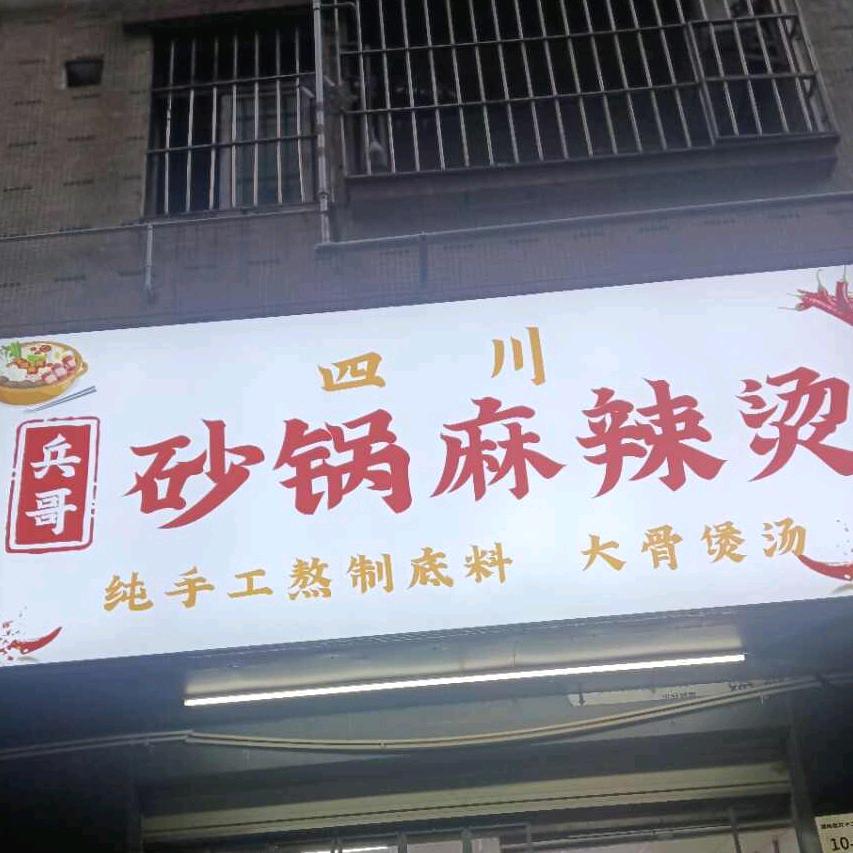 四川
兵哥
砂锅麻辣烫
纯手工熬制底料 大骨煲汤
10-